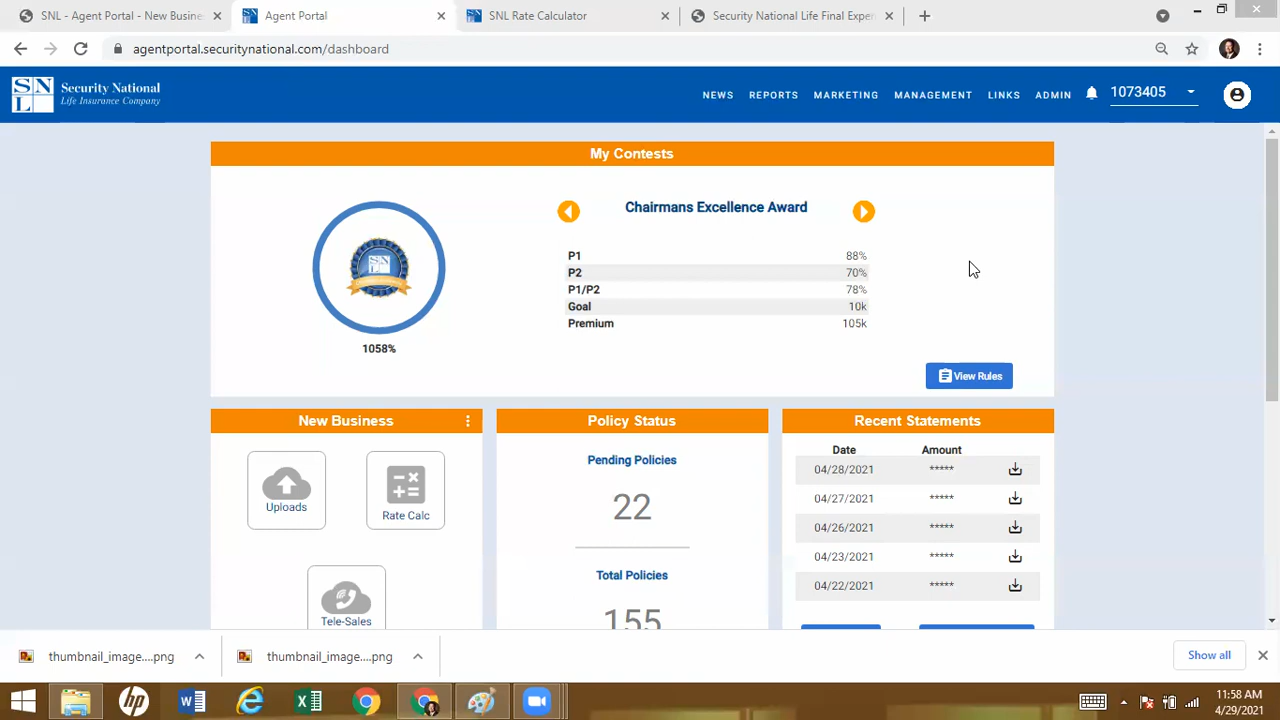 SNL - Agent Portal - New Busine
Agent Portal
SNL Rate Calculator
Security National Life Final Expen
agentportal.securitynational.com/dashboard
SNL
Security National
Life Insurance Company
NEWS
REPORTS
MARKETING
MANAGEMENT
LINKS
ADMIN
1073405
My Contests
Chairmans Excellence Award
P1 88%
P2 70%
P1/P2 78%
Goal 10k
Premium 105k
1058%
View Rules
New Business
Uploads
Rate Calc
Tele-Sales
Policy Status
Pending Policies
22
Total Policies
155
Recent Statements
Date Amount
04/28/2021 *****
04/27/2021 *****
04/26/2021 *****
04/23/2021 *****
04/22/2021 *****
thumbnail_image....png
thumbnail_image....png
Show all
11:58 AM
4/29/2021